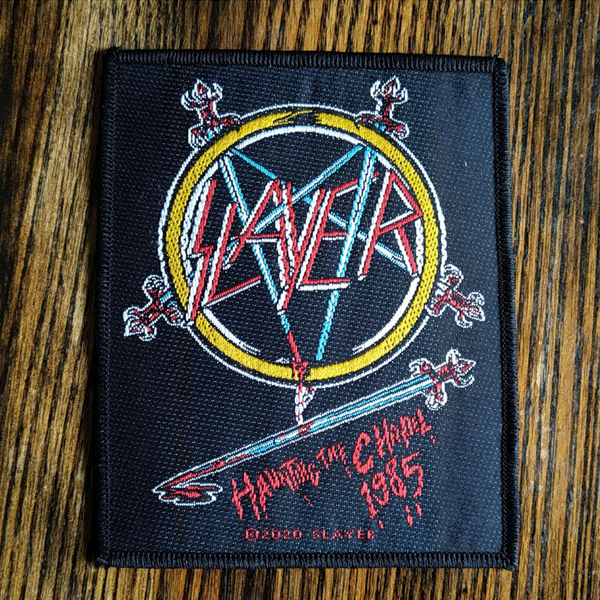 SLAYER
HAUNTING THE CHAPEL
1985
©2020 SLAYER